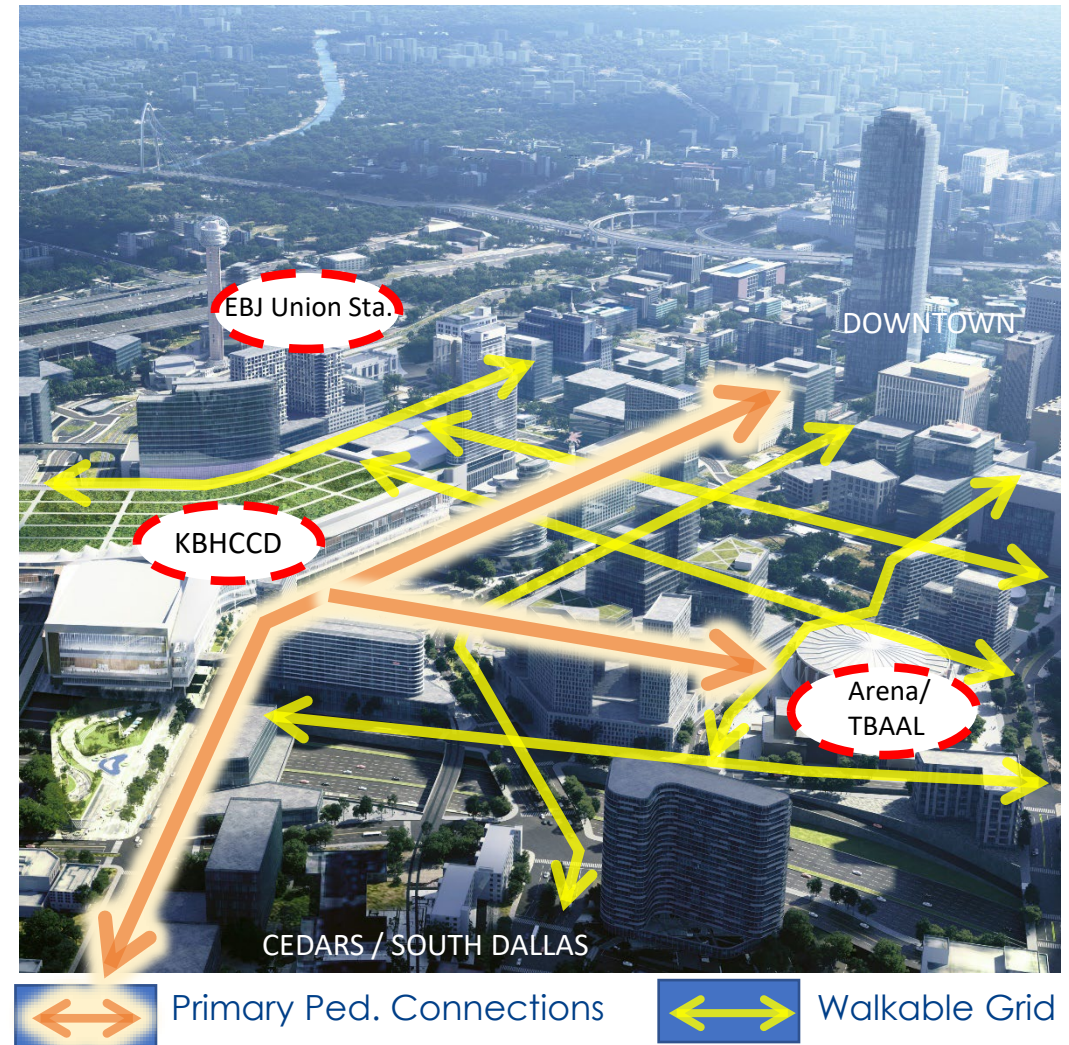 EBJ Union Sta.
DOWNTOWN
KBHCCD
Arena/
TBAAL
CEDARS / SOUTH DALLAS
Primary Ped. Connections
Walkable Grid